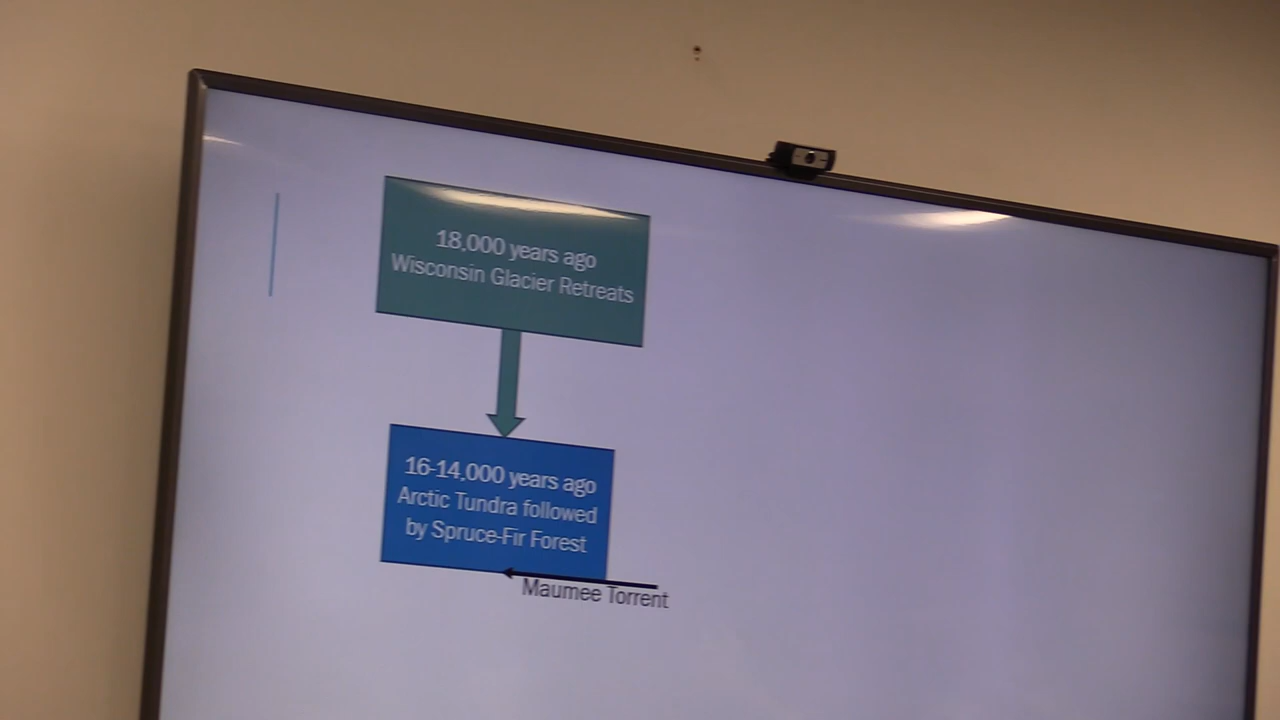 18,000 years ago
Wisconsin Glacier Retreats
16-14,000 years ago
Arctic Tundra followed
by Spruce-Fir Forest
Maumee Torrent